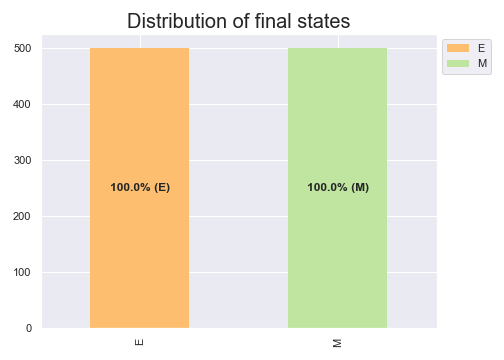 Distribution of final states
500
400
300
200
100
0
100.0% (E)
100.0% (M)
E
M
E
M